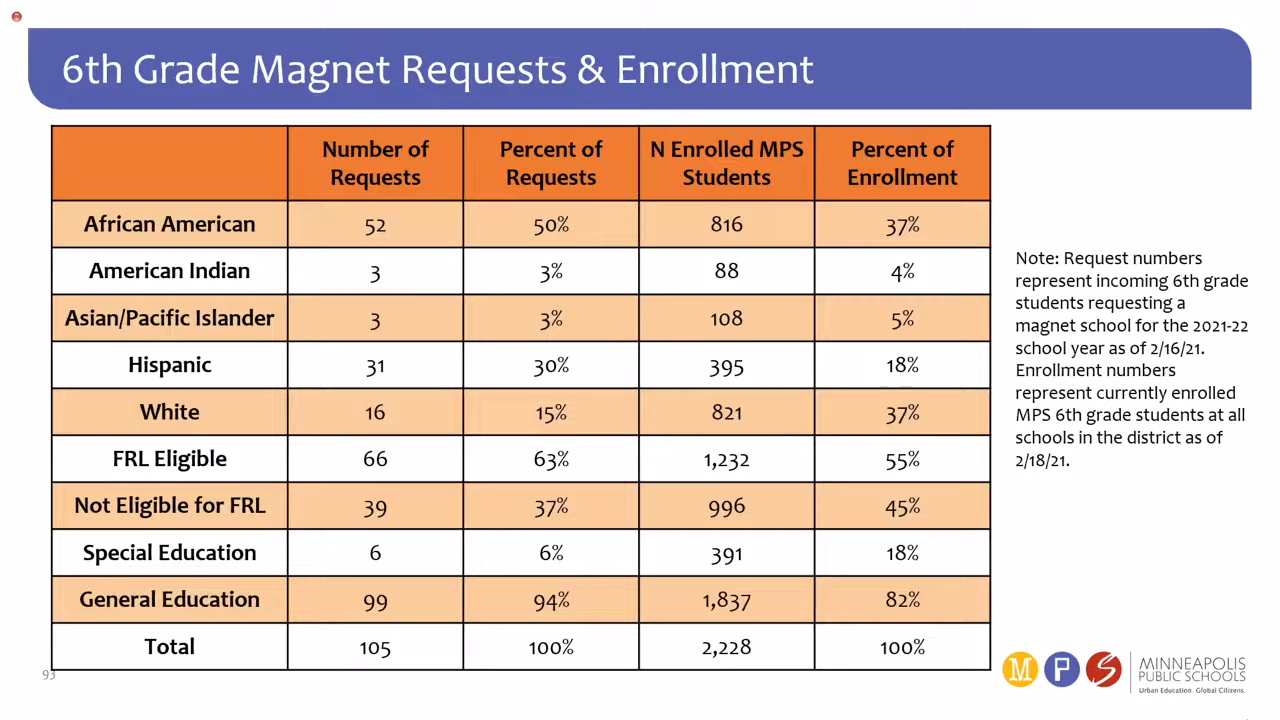 6th Grade Magnet Requests & Enrollment
Number of Requests Percent of Requests N Enrolled MPS Students Percent of Enrollment
African American 52 50% 816 37%
American Indian 3 3% 88 4%
Asian/Pacific Islander 3 3% 108 5%
Hispanic 31 30% 395 18%
White 16 15% 821 37%
FRL Eligible 66 63% 1,232 55%
Not Eligible for FRL 39 37% 996 45%
Special Education 6 6% 391 18%
General Education 99 94% 1,837 82%
Total 105 100% 2,228 100%
Note: Request numbers
represent incoming 6th grade
students requesting a
magnet school for the 2021-22
school year as of 2/16/21.
Enrollment numbers
represent currently enrolled
MPS 6th grade students at all
schools in the district as of
2/18/21.
93
M P S
MINNEAPOLIS
PUBLIC SCHOOLS
Urban Education. Global Citizens.